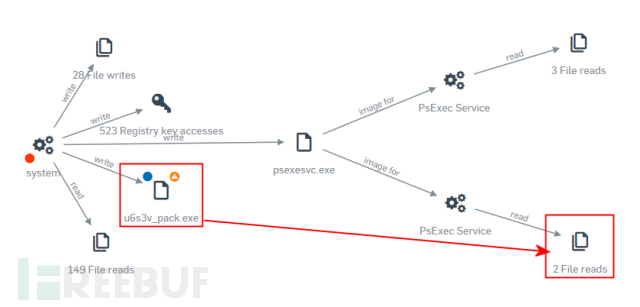 read
3 File reads
28 File writes
write
image for
PsExec Service
write
523 Registry key accesses
write
system
write
psexesvc.exe
image for
read
u6s3v_pack.exe
PsExec Service
read
149 File reads
2 File reads
FREEBUF